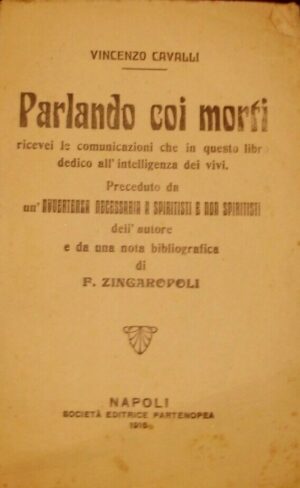 VINCENZO CAVALLI
Parlando coi morti
ricevei le comunicazioni che in questo libro
dedico all'intelligenza dei vivi.
Preceduto da
un'AVVERTENZA NECESSARIA A SPIRITISTI E NON SPIRITISTI
dell'autore
e da una nota bibliografica
di
F. ZINGAROPOLI
NAPOLI
SOCIETÀ EDITRICE PARTENOPEA